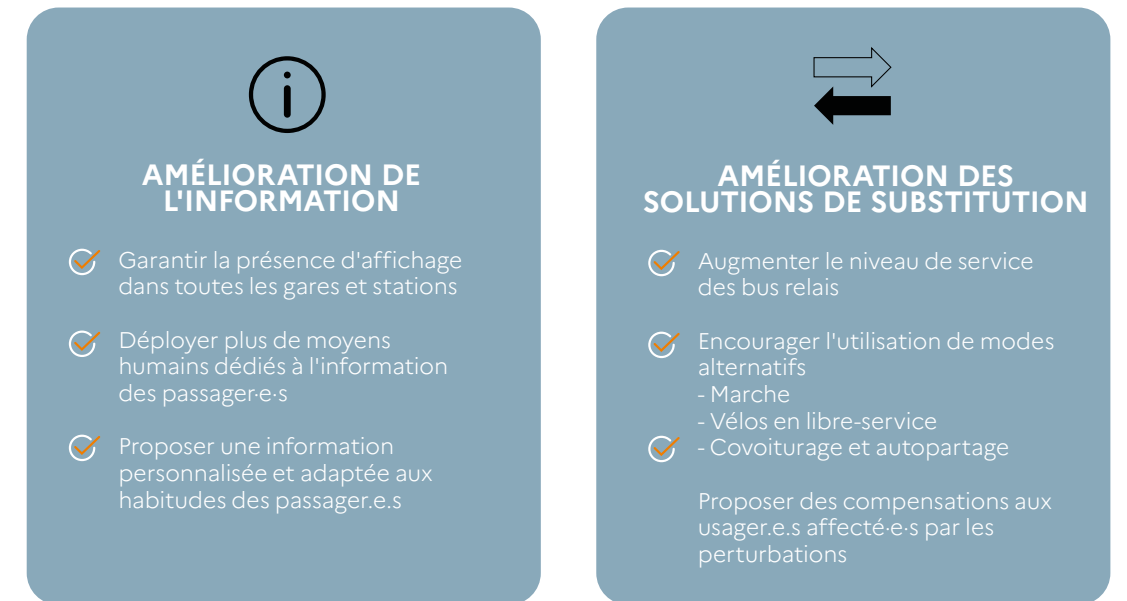 AMÉLIORATION DE
L'INFORMATION
Garantir la présence d'affichage
dans toutes les gares et stations
Déployer plus de moyens
humains dédiés à l'information
des passager·e·s
Proposer une information
personnalisée et adaptée aux
habitudes des passager.e.s
AMÉLIORATION DES
SOLUTIONS DE SUBSTITUTION
Augmenter le niveau de service
des bus relais
Encourager l'utilisation de modes
alternatifs
- Marche
- Vélos en libre-service
- Covoiturage et autopartage
Proposer des compensations aux
usager.e.s affecté·e·s par les
perturbations